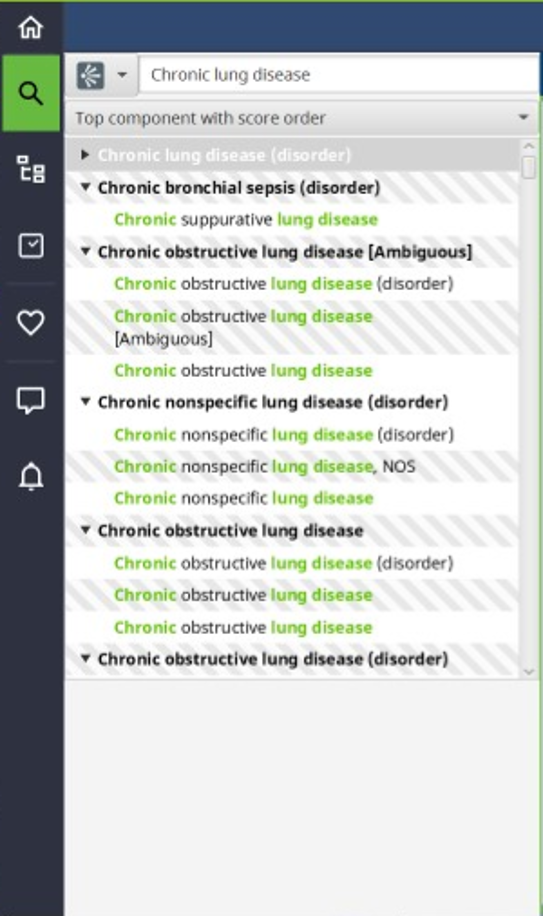 Chronic lung disease
Top component with score order
Chronic lung disease (disorder)
Chronic bronchial sepsis (disorder)
Chronic suppurative lung disease
Chronic obstructive lung disease [Ambiguous]
Chronic obstructive lung disease (disorder)
Chronic obstructive lung disease
[Ambiguous]
Chronic obstructive lung disease
Chronic nonspecific lung disease (disorder)
Chronic nonspecific lung disease (disorder)
Chronic nonspecific lung disease, NOS
Chronic nonspecific lung disease
Chronic obstructive lung disease
Chronic obstructive lung disease (disorder)
Chronic obstructive lung disease
Chronic obstructive lung disease
Chronic obstructive lung disease (disorder)